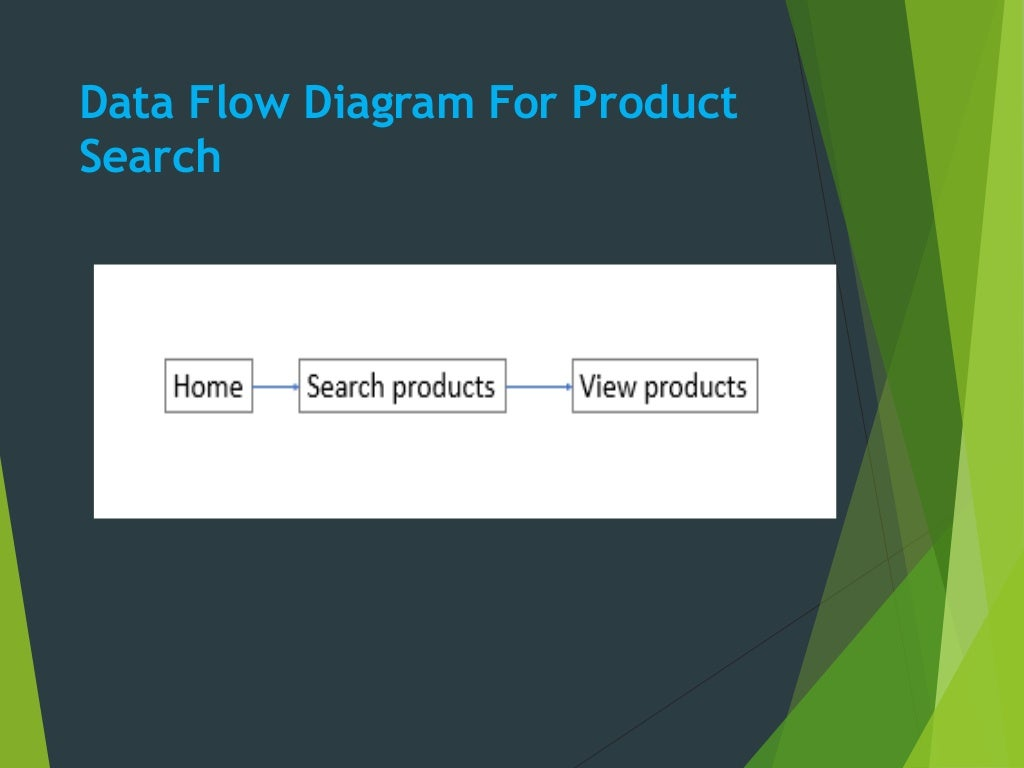 Data Flow Diagram For Product
Search
Home
Search products
View products